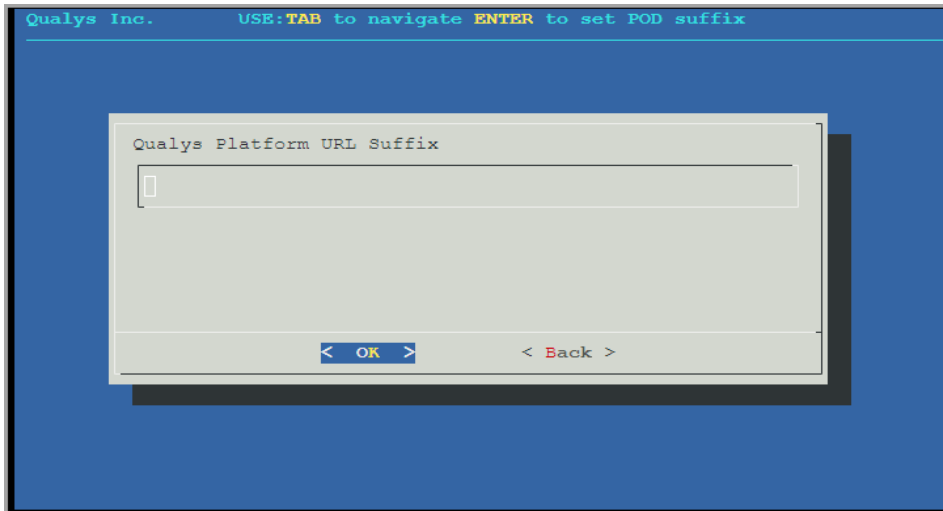 Qualys Inc. USE:TAB to navigate ENTER to set POD suffix
Qualys Platform URL Suffix
< OK > < Back >